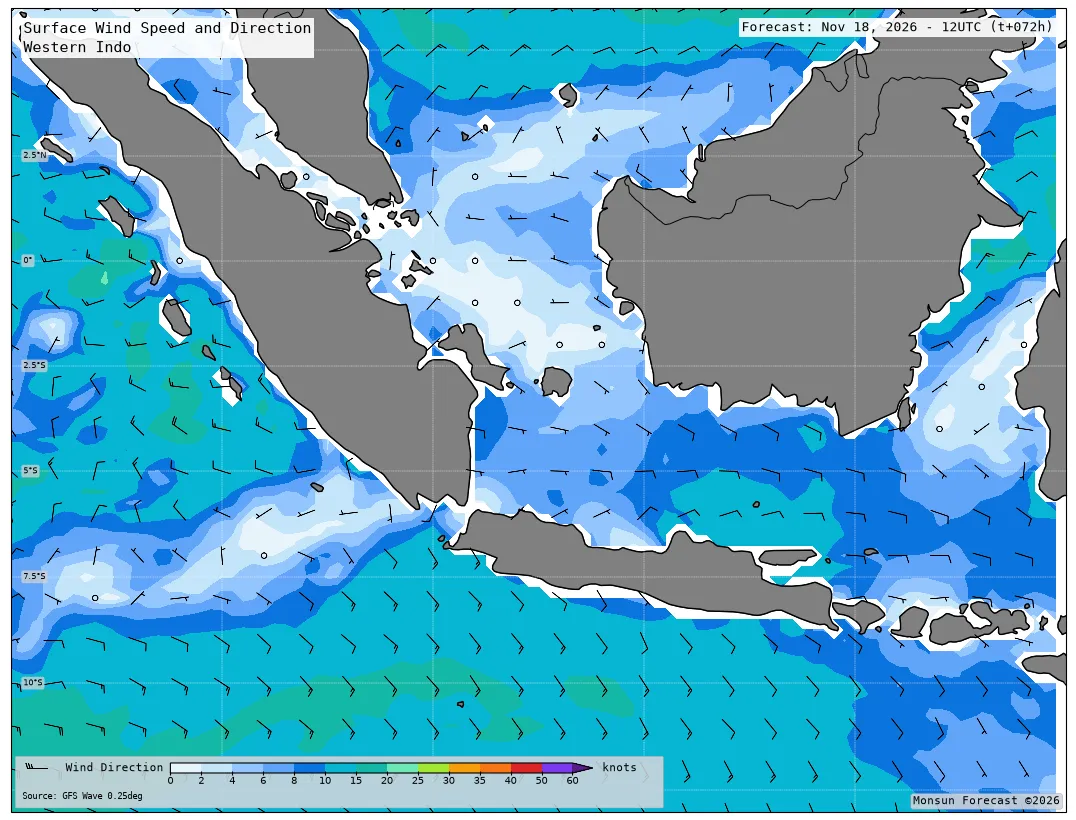 Surface Wind Speed and Direction
Western Indo
Forecast: Nov 18, 2026 - 12UTC (t+072h)
2.5°N
0°
2.5°S
5°S
7.5°S
10°S
Wind Direction
0 2 4 6 8 10 15 20 25 30 35 40 50 60
knots
Source: GFS Wave 0.25deg
Monsun Forecast ©2026